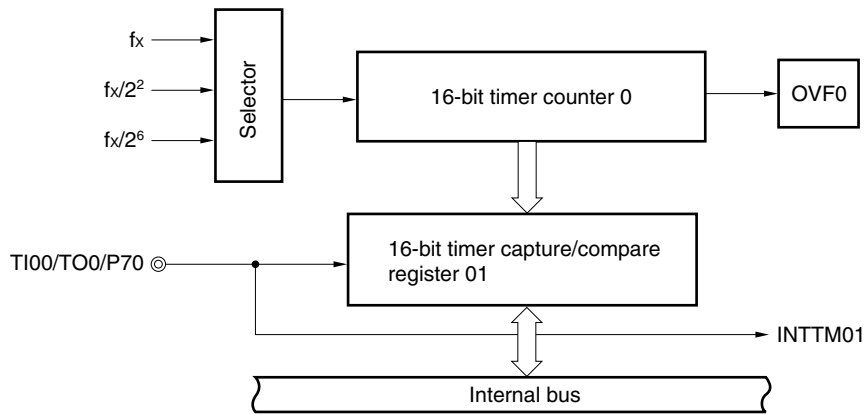 fx
fx/2²
fx/2⁶
Selector
16-bit timer counter 0
OVF0
TI00/TO0/P70
16-bit timer capture/compare
register 01
INTTM01
Internal bus